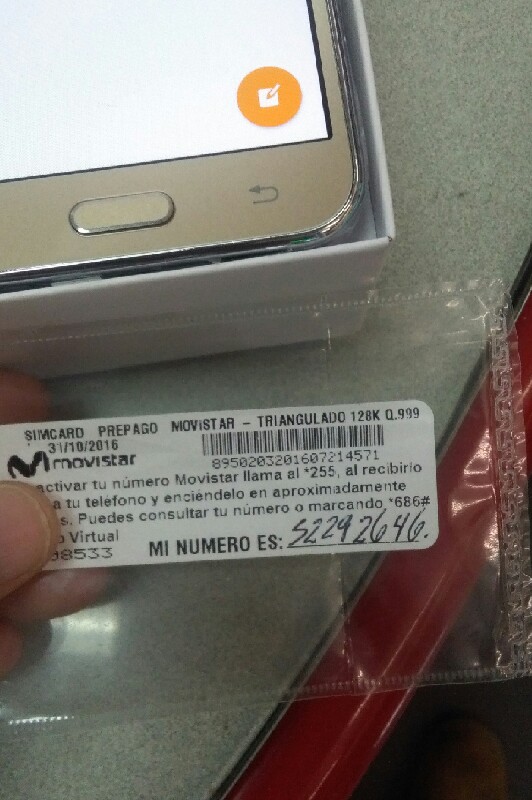 SIMCARD PREPAGO MOViSTAR - TRIANGULADO 128K Q.999
31/10/2016
movistar
8950203201607214571
activar tu número Movistar llama al *255, al recibirlo
a tu teléfono y enciéndelo en aproximadamente
s. Puedes consultar tu número o marcando *686#
o Virtual
98533
MI NUMERO ES: 52292646.